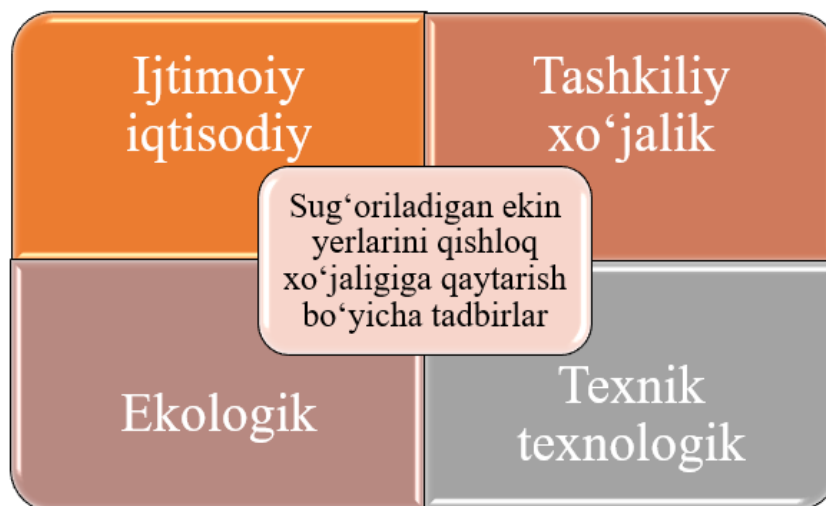 Ijtimoiy
iqtisodiy
Tashkiliy
xo‘jalik
Sug‘oriladigan ekin
yerlarini qishloq
xo‘jaligiga qaytarish
bo‘yicha tadbirlar
Ekologik
Texnik
texnologik